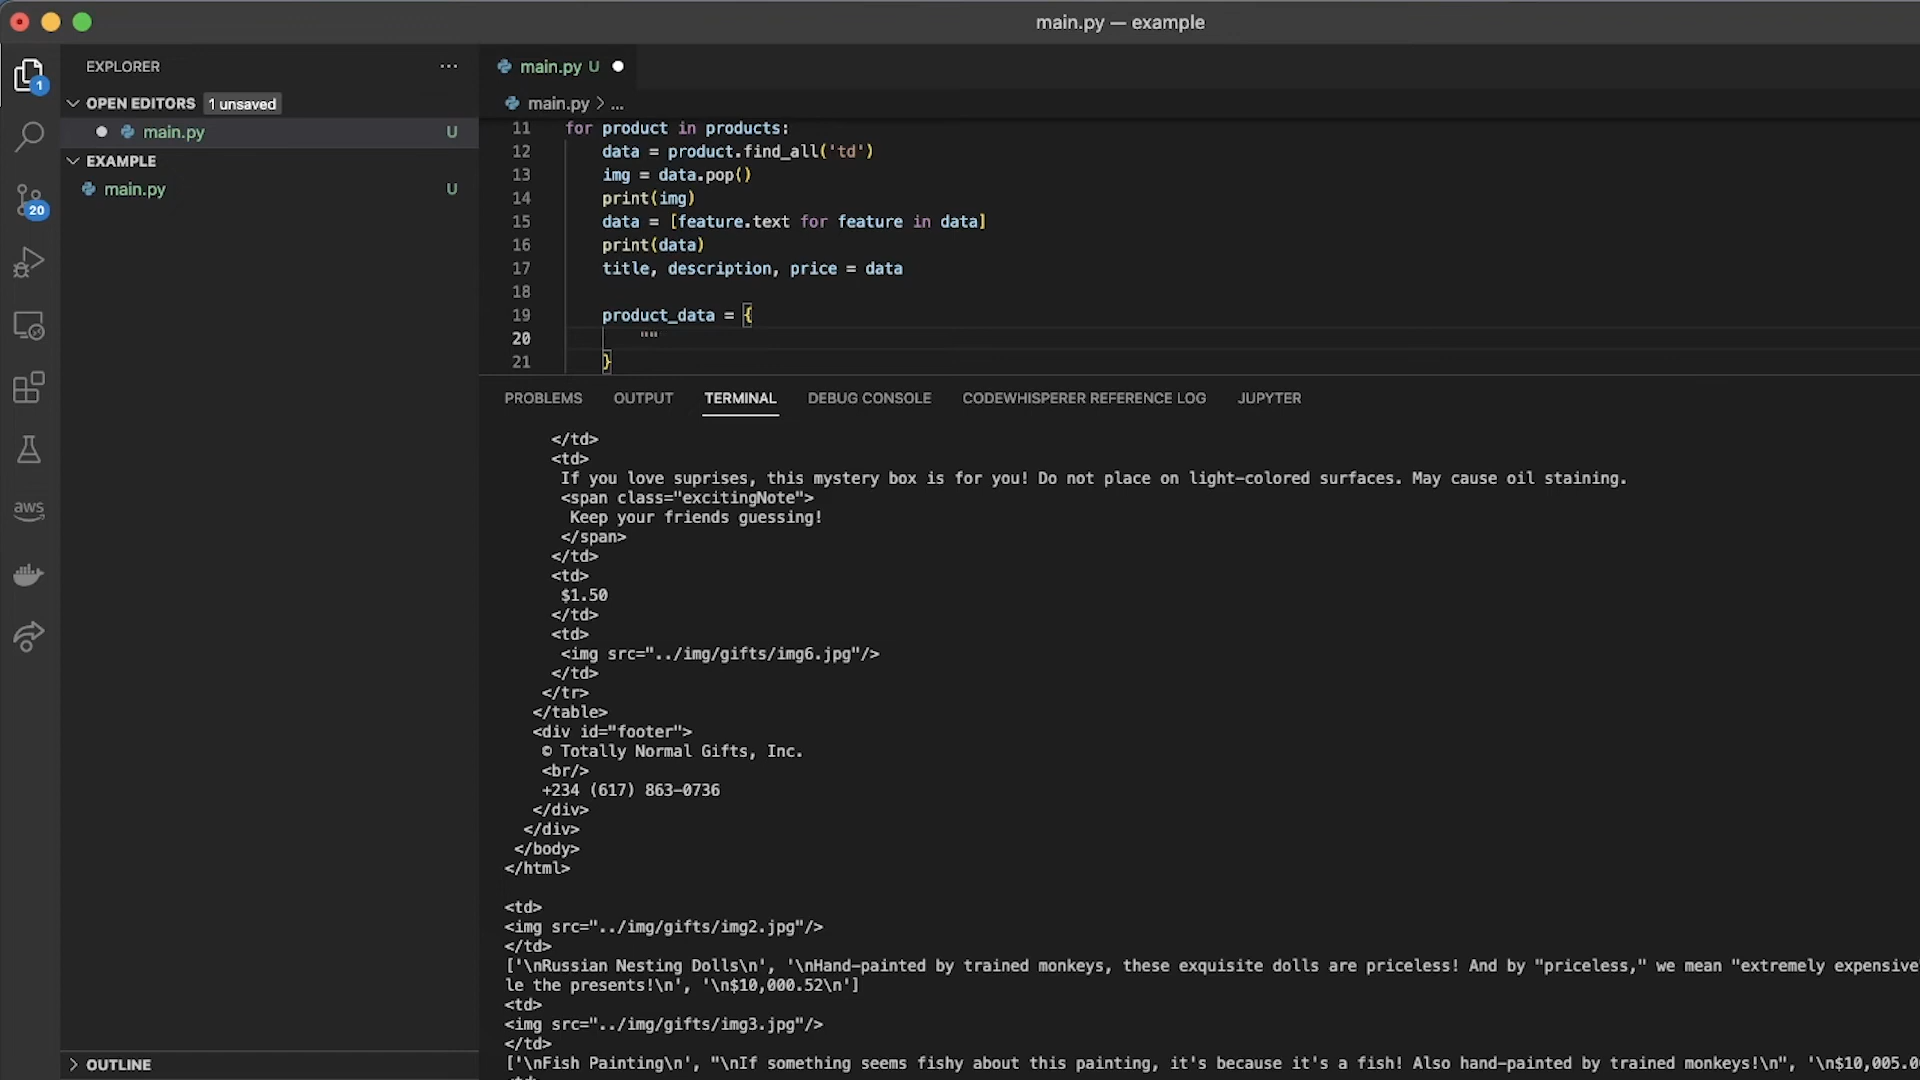 main.py — example
EXPLORER
main.py U
OPEN EDITORS 1 unsaved
main.py U
EXAMPLE
main.py U
1
20
aws
OUTLINE
main.py > ...
11 for product in products:
12 data = product.find_all('td')
13 img = data.pop()
14 print(img)
15 data = [feature.text for feature in data]
16 print(data)
17 title, description, price = data
18
19 product_data = {
20 ""
21 }
PROBLEMS OUTPUT TERMINAL DEBUG CONSOLE CODEWHISPERER REFERENCE LOG JUPYTER
</td>
<td>
If you love suprises, this mystery box is for you! Do not place on light-colored surfaces. May cause oil staining.
<span class="excitingNote">
Keep your friends guessing!
</span>
</td>
<td>
$1.50
</td>
<td>
<img src="../img/gifts/img6.jpg"/>
</td>
</tr>
</table>
<div id="footer">
© Totally Normal Gifts, Inc.
<br/>
+234 (617) 863-0736
</div>
</div>
</body>
</html>
<td>
<img src="../img/gifts/img2.jpg"/>
</td>
['\nRussian Nesting Dolls\n', '\nHand-painted by trained monkeys, these exquisite dolls are priceless! And by "priceless," we mean "extremely expensive"
le the presents!\n', '\n$10,000.52\n']
<td>
<img src="../img/gifts/img3.jpg"/>
</td>
['\nFish Painting\n', "\nIf something seems fishy about this painting, it's because it's a fish! Also hand-painted by trained monkeys!\n", '\n$10,005.0